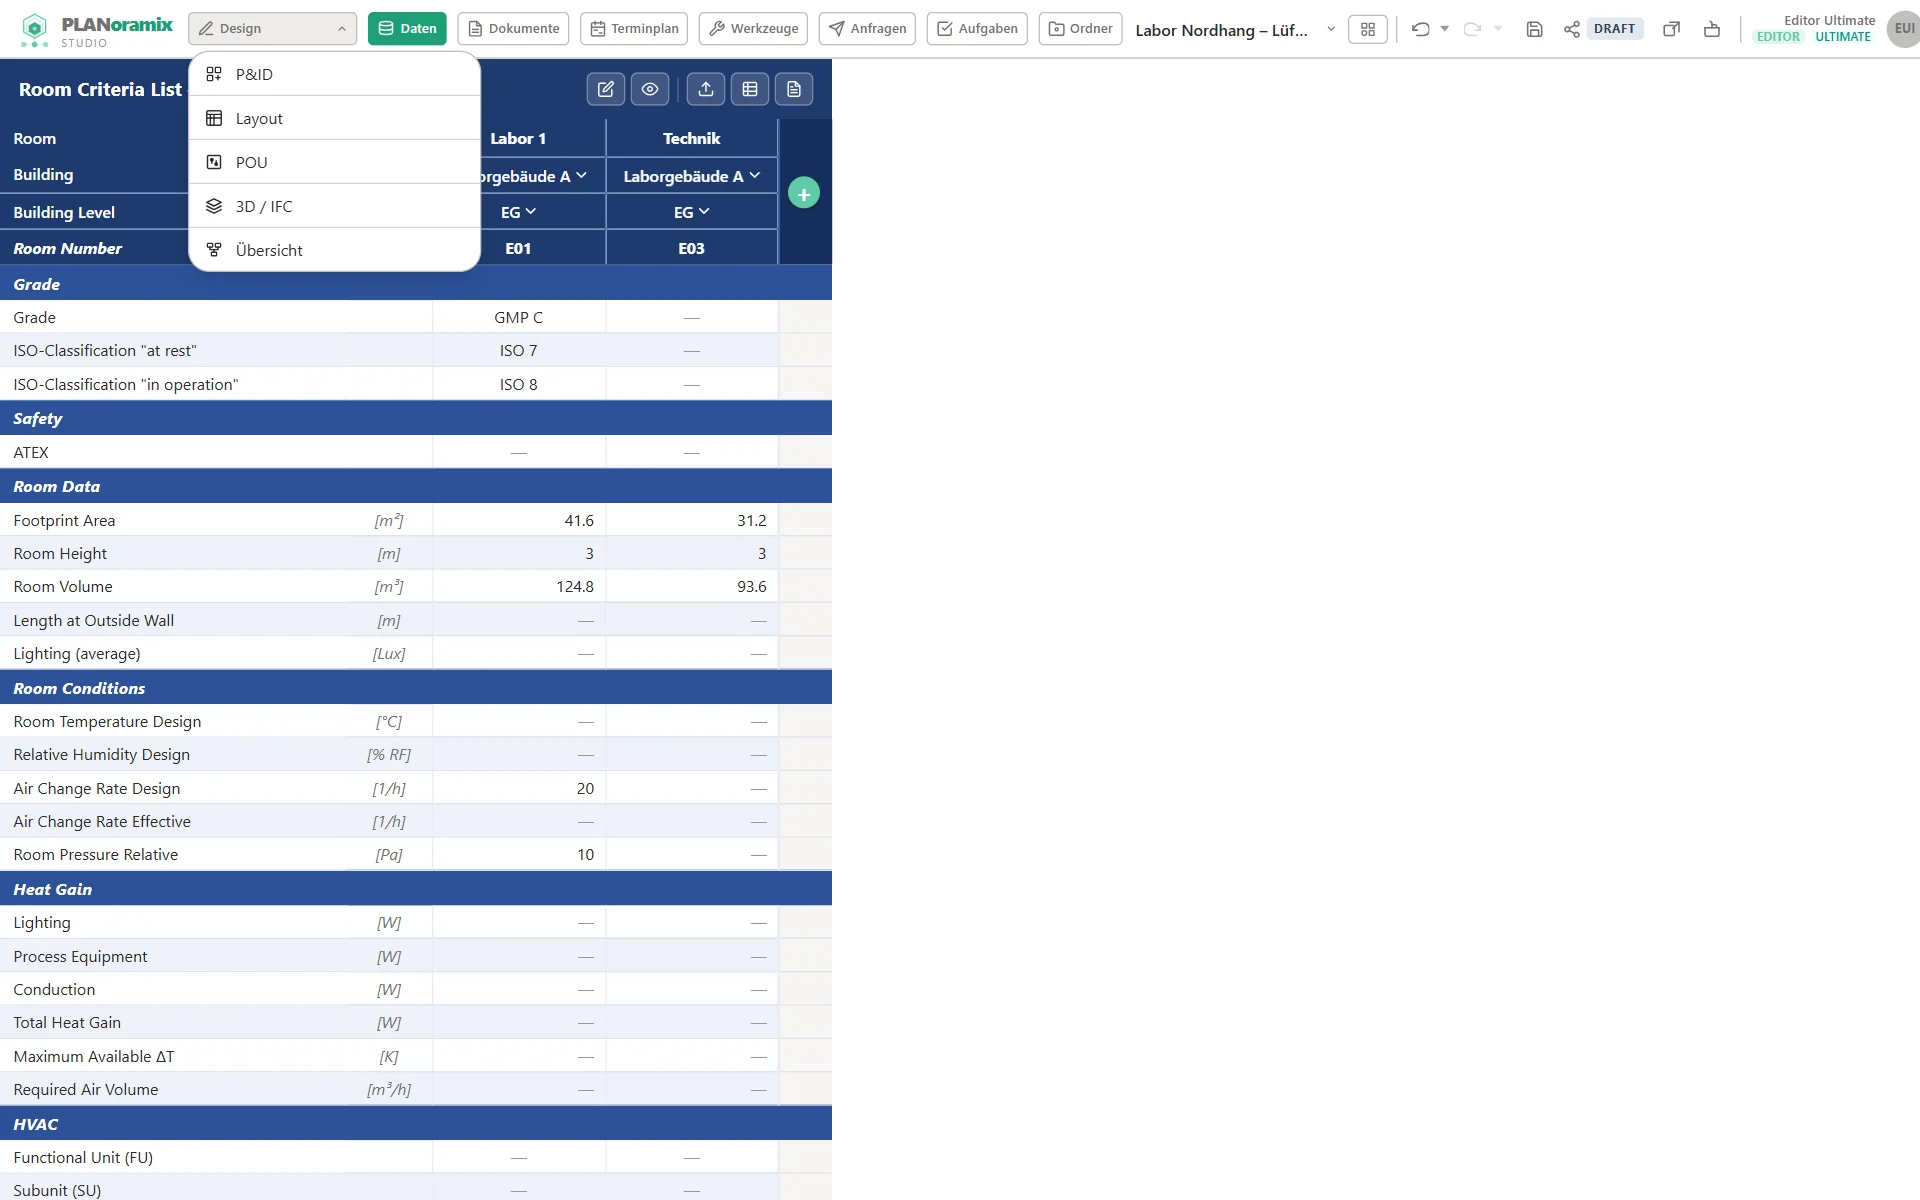 PLANoramix
STUDIO
Design
Daten
Dokumente
Terminplan
Werkzeuge
Anfragen
Aufgaben
Ordner
Labor Nordhang – Lüf...
DRAFT
Editor Ultimate
EDITOR ULTIMATE
EUI
P&ID
Layout
POU
3D / IFC
Übersicht
Room Criteria List
Room Labor 1 Technik
Building orgebäude A Laborgebäude A
+
Building Level EG EG
Room Number E01 E03
Grade
Grade GMP C —
ISO-Classification "at rest" ISO 7 —
ISO-Classification "in operation" ISO 8 —
Safety
ATEX — —
Room Data
Footprint Area [m²] 41.6 31.2
Room Height [m] 3 3
Room Volume [m³] 124.8 93.6
Length at Outside Wall [m] — —
Lighting (average) [Lux] — —
Room Conditions
Room Temperature Design [°C] — —
Relative Humidity Design [% RF] — —
Air Change Rate Design [1/h] 20 —
Air Change Rate Effective [1/h] — —
Room Pressure Relative [Pa] 10 —
Heat Gain
Lighting [W] — —
Process Equipment [W] — —
Conduction [W] — —
Total Heat Gain [W] — —
Maximum Available ΔT [K] — —
Required Air Volume [m³/h] — —
HVAC
Functional Unit (FU) — —
Subunit (SU) — —